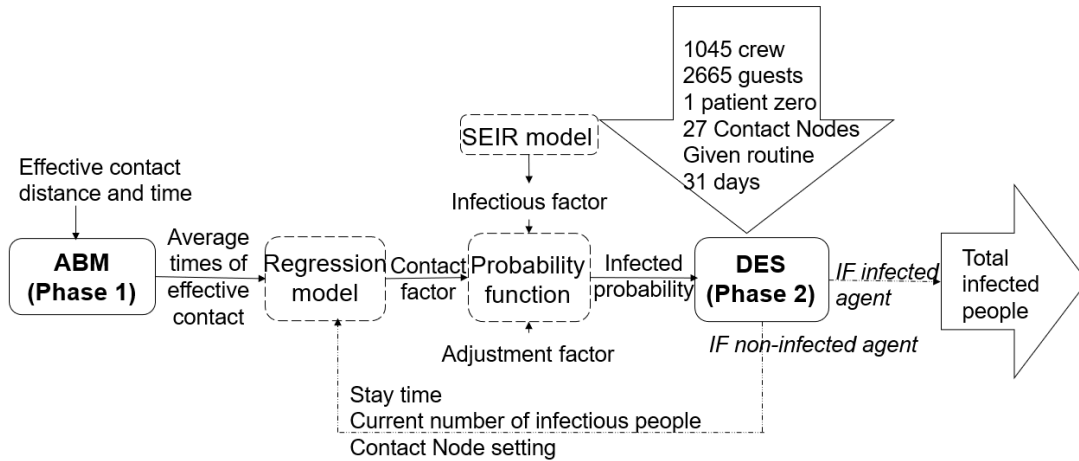 1045 crew
2665 guests
1 patient zero
27 Contact Nodes
Given routine
31 days
SEIR model
Effective contact
distance and time
Infectious factor
ABM
(Phase 1)
Average
times of
effective
contact
Regression
model
Contact
factor
Probability
function
Infected
probability
DES
(Phase 2)
IF infected
agent
Total
infected
people
Adjustment factor
IF non-infected agent
Stay time
Current number of infectious people
Contact Node setting